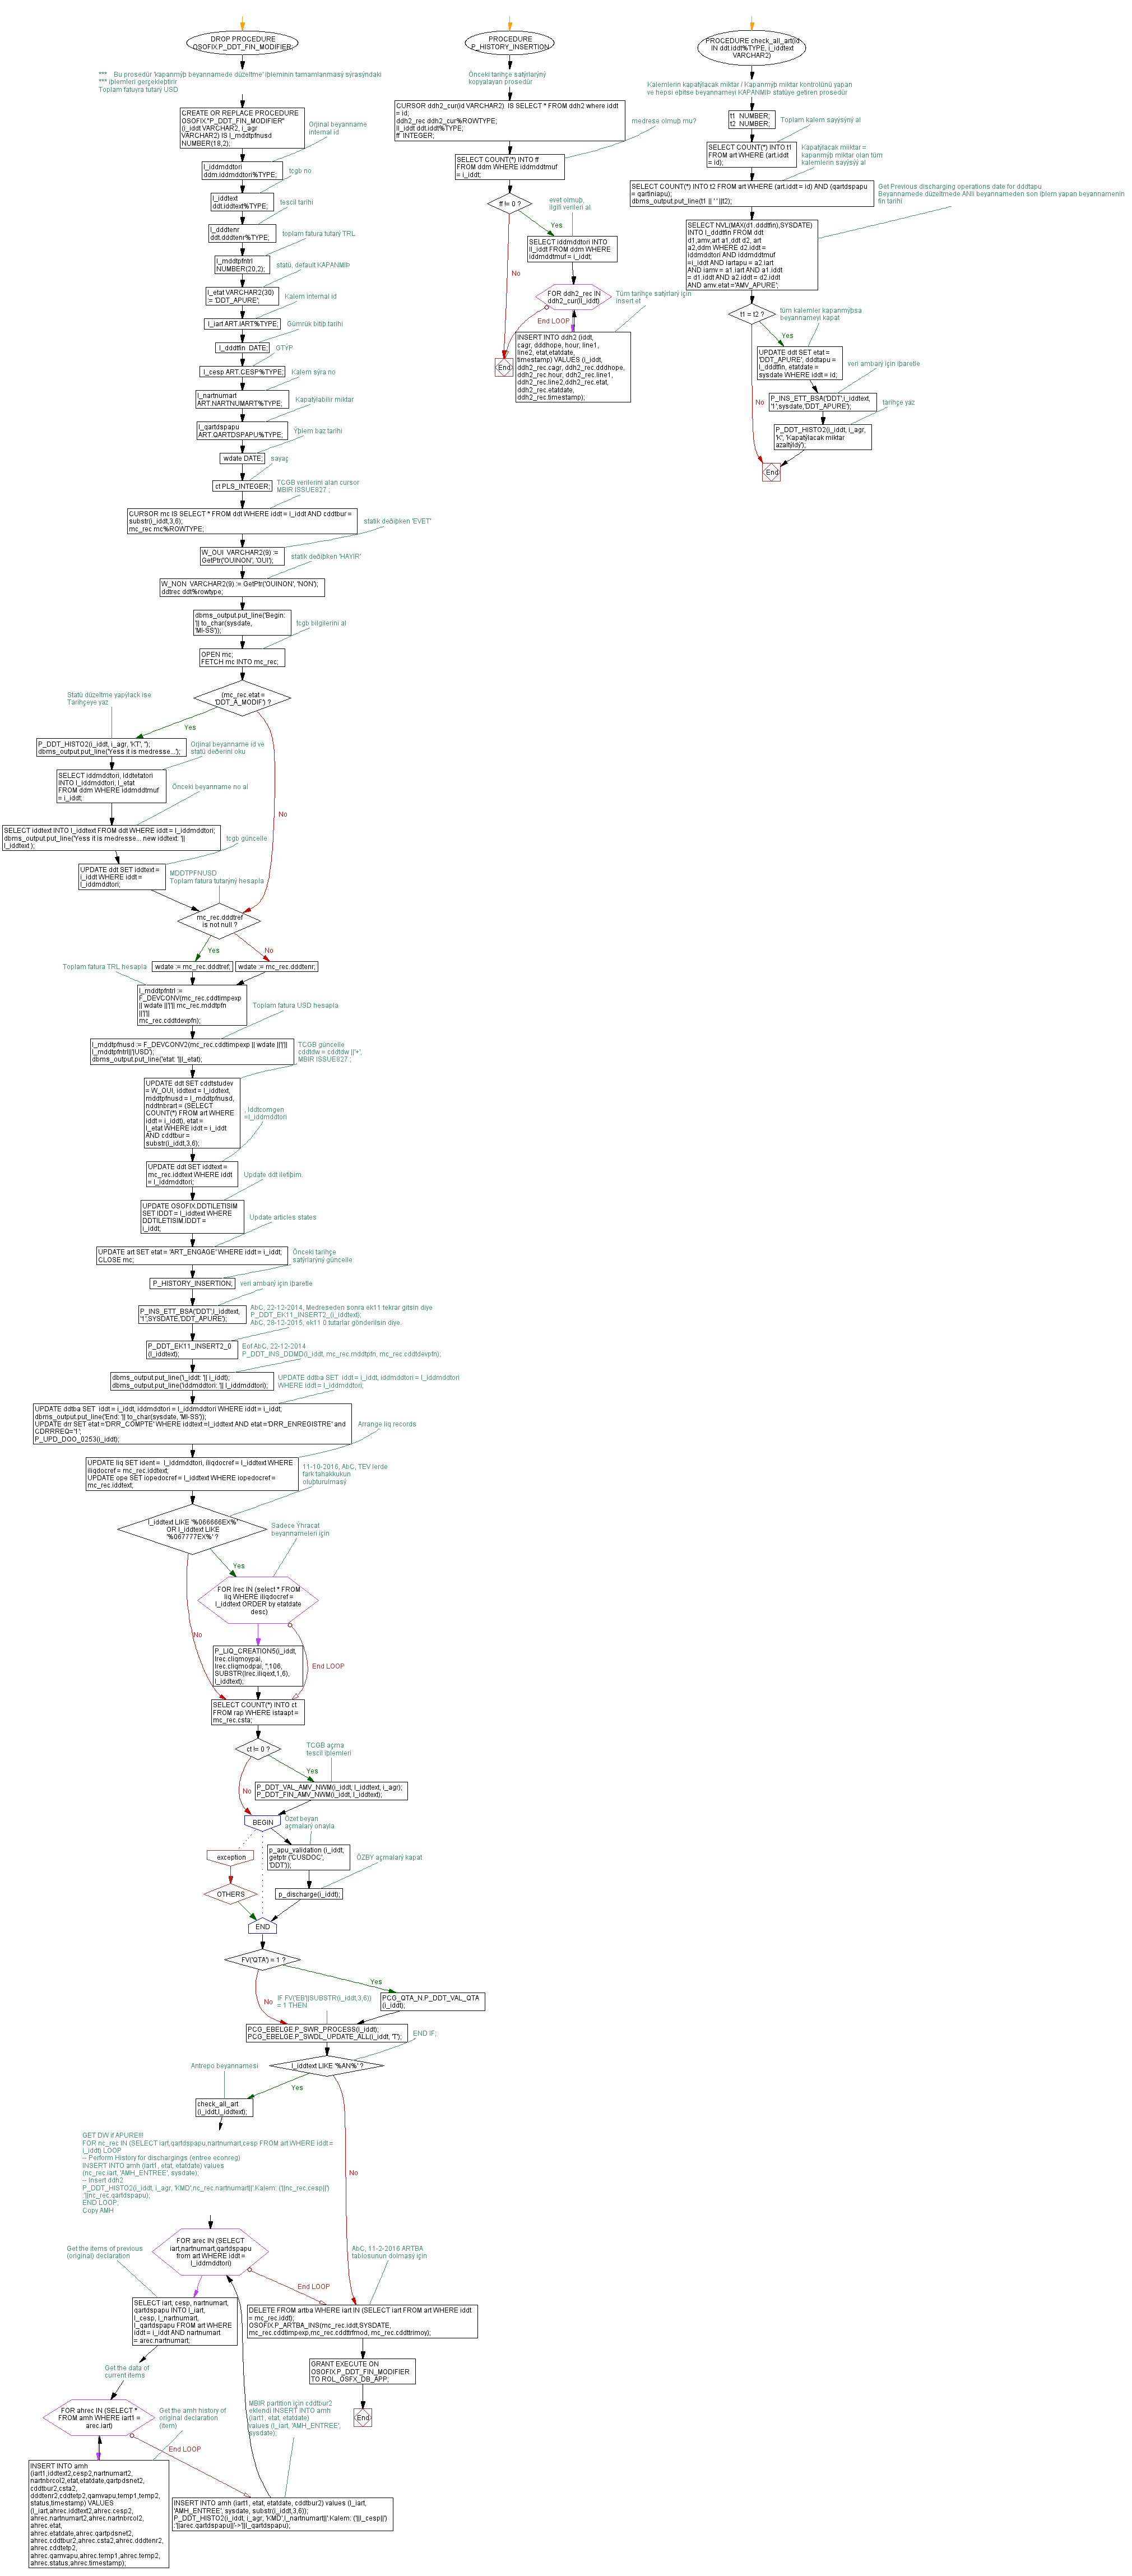 DROP PROCEDURE
OSOFIX.P_DDT_FIN_MODIFIER;
***    Bu prosedür 'kapanmýþ beyannamede düzeltme' iþleminin tamamlanmasý sýrasýndaki
*** iþlemleri gerçekleþtirir
Toplam fatuyra tutarý USD
CREATE OR REPLACE PROCEDURE
OSOFIX."P_DDT_FIN_MODIFIER"
(i_iddt VARCHAR2, i_agr
VARCHAR2) IS l_mddtpfnusd
NUMBER(18,2);
Orjinal beyanname
internal id
l_iddmddtori
ddm.iddmddtori%TYPE;
tcgb no
l_iddtext
ddt.iddtext%TYPE;
tescil tarihi
l_dddtenr
ddt.dddtenr%TYPE;
toplam fatura tutarý TRL
l_mddtpfntrl
NUMBER(20,2);
statü, default KAPANMIÞ
l_etat VARCHAR2(30)
:= 'DDT_APURE';
Kalem internal id
l_iart ART.IART%TYPE;
Gümrük bitiþ tarihi
l_dddtfin  DATE;
GTÝP
l_cesp ART.CESP%TYPE;
Kalem sýra no
l_nartnumart
ART.NARTNUMART%TYPE;
Kapatýlabilir miktar
l_qartdspapu
ART.QARTDSPAPU%TYPE;
Ýþlem baz tarihi
wdate DATE;
sayaç
ct PLS_INTEGER;
TCGB verilerini alan cursor
MBIR ISSUE827 ;
CURSOR mc IS SELECT * FROM ddt WHERE iddt = i_iddt AND cddtbur =
substr(i_iddt,3,6);
mc_rec mc%ROWTYPE;
statik deðiþken 'EVET'
W_OUI  VARCHAR2(9) :=
GetPtr('OUINON', 'OUI');
statik deðiþken 'HAYIR'
W_NON  VARCHAR2(9) := GetPtr('OUINON', 'NON');
ddtrec ddt%rowtype;
dbms_output.put_line('Begin:
'|| to_char(sysdate,
'MI-SS'));
tcgb bilgilerini al
OPEN mc;
FETCH mc INTO mc_rec;
(mc_rec.etat =
'DDT_A_MODIF') ?
Statü düzeltme yapýlack ise
Tarihçeye yaz
Yes
P_DDT_HISTO2(i_iddt, i_agr, 'KT', '');
dbms_output.put_line('Yess it is medresse...');
Orjinal beyanname id ve
statü deðerini oku
SELECT iddmddtori, Iddtetatori
INTO l_iddmddtori, l_etat
FROM ddm WHERE iddmddtmuf
= i_iddt;
Önceki beyanname no al
No
SELECT iddtext INTO l_iddtext FROM ddt WHERE iddt = l_iddmddtori;
dbms_output.put_line('Yess it is medresse... new iddtext: '||
l_iddtext );
tcgb güncelle
UPDATE ddt SET iddtext =
i_iddt WHERE iddt =
l_iddmddtori;
MDDTPFNUSD
Toplam fatura tutarýný hesapla
mc_rec.dddtref
is not null ?
Yes
No
Toplam fatura TRL hesapla
wdate := mc_rec.dddtref;
wdate := mc_rec.dddtenr;
l_mddtpfntrl :=
F_DEVCONV(mc_rec.cddtimpexp
|| wdate ||'|'|| mc_rec.mddtpfn
||'|'||
mc_rec.cddtdevpfn);
Toplam fatura USD hesapla
l_mddtpfnusd := F_DEVCONV2(mc_rec.cddtimpexp || wdate ||'|'||
l_mddtpfntrl||'|USD');
dbms_output.put_line('etat: '||l_etat);
TCGB güncelle
cddtdw = cddtdw ||'+',
MBIR ISSUE827 ;
UPDATE ddt SET cddtstudev
= W_OUI, iddtext = l_iddtext,
mddtpfnusd = l_mddtpfnusd,
nddtnbrart = (SELECT
COUNT(*) FROM art WHERE
iddt = i_iddt), etat =
l_etat WHERE iddt = i_iddt
AND cddtbur =
substr(i_iddt,3,6);
, Iddtcomgen
=l_iddmddtori
UPDATE ddt SET iddtext =
mc_rec.iddtext WHERE iddt
= l_iddmddtori;
Update ddt iletiþim.
UPDATE OSOFIX.DDTILETISIM
SET IDDT = l_iddtext WHERE
DDTILETISIM.IDDT =
i_iddt;
Update articles states
UPDATE art SET etat = 'ART_ENGAGE' WHERE iddt = i_iddt;
CLOSE mc;
Önceki tarihçe
satýrlarýný güncelle
P_HISTORY_INSERTION;
veri ambarý için iþaretle
P_INS_ETT_BSA('DDT',l_iddtext,
'1',SYSDATE,'DDT_APURE');
AbC, 22-12-2014, Medreseden sonra ek11 tekrar gitsin diye
P_DDT_EK11_INSERT2_(i_iddtext);
AbC, 28-12-2015, ek11 0 tutarlar gönderilsin diye.
P_DDT_EK11_INSERT2_0
(l_iddtext);
Eof AbC, 22-12-2014
P_DDT_INS_DDMD(i_iddt, mc_rec.mddtpfn, mc_rec.cddtdevpfn);
dbms_output.put_line('i_iddt: '|| i_iddt);
dbms_output.put_line('iddmddtori: '|| l_iddmddtori);
UPDATE ddtba SET  iddt = i_iddt, iddmddtori = l_iddmddtori
WHERE iddt = l_iddmddtori;
UPDATE ddtba SET  iddt = i_iddt, iddmddtori = l_iddmddtori WHERE iddt = i_iddt;
dbms_output.put_line('End: '|| to_char(sysdate, 'MI-SS'));
UPDATE drr SET etat ='DRR_COMPTE' WHERE iddtext =l_iddtext AND etat ='DRR_ENREGISTRE' and
CDRRREQ='1';
P_UPD_DOO_0253(i_iddt);
Arrange liq records
UPDATE liq SET ident =  l_iddmddtori, iliqdocref = l_iddtext WHERE
iliqdocref = mc_rec.iddtext;
UPDATE ope SET iopedocref = l_iddtext WHERE iopedocref =
mc_rec.iddtext;
11-10-2016, AbC, TEV lerde
fark tahakkukun
oluþturulmasý
l_iddtext LIKE '%066666EX%'
OR l_iddtext LIKE
'%067777EX%' ?
Sadece Ýhracat
beyannameleri için
Yes
FOR lrec IN (select * FROM
liq WHERE iliqdocref =
l_iddtext ORDER by etatdate
desc)
No
P_LIQ_CREATION5(i_iddt,
lrec.cliqmoypai,
lrec.cliqmodpai, '',106,
SUBSTR(lrec.iliqext,1,6),
l_iddtext);
End LOOP
SELECT COUNT(*) INTO ct
FROM rap WHERE istaapt =
mc_rec.csta;
ct != 0 ?
TCGB açma
tescil iþlemleri
Yes
No
P_DDT_VAL_AMV_NWM(i_iddt, l_iddtext, i_agr);
P_DDT_FIN_AMV_NWM(i_iddt, l_iddtext);
BEGIN
Özet beyan
açmalarý onayla
exception
p_apu_validation (i_iddt,
getptr ('CUSDOC',
'DDT'));
ÖZBY açmalarý kapat
OTHERS
p_discharge(i_iddt);
END
FV('QTA') = 1 ?
Yes
No
IF FV('EB'||SUBSTR(i_iddt,3,6))
= 1 THEN
PCG_QTA_N.P_DDT_VAL_QTA
(i_iddt);
PCG_EBELGE.P_SWR_PROCESS(i_iddt);
PCG_EBELGE.P_SWDL_UPDATE_ALL(i_iddt, 'T');
END IF;
Antrepo beyannamesi
l_iddtext LIKE '%AN%' ?
Yes
check_all_art
(i_iddt,l_iddtext);
GET DW if APURE!!!
FOR nc_rec IN (SELECT iart,qartdspapu,nartnumart,cesp FROM art WHERE iddt =
i_iddt) LOOP
-- Perform History for dischargings (entree econreg)
INSERT INTO amh (iart1, etat, etatdate) values
(nc_rec.iart, 'AMH_ENTREE', sysdate);
-- Insert ddh2
P_DDT_HISTO2(i_iddt, i_agr, 'KMD',nc_rec.nartnumart||'.Kalem: ('||nc_rec.cesp||')
:'||nc_rec.qartdspapu);
END LOOP;
Copy AMH
No
FOR arec IN (SELECT
iart,nartnumart,qartdspapu
from art WHERE iddt =
l_iddmddtori)
Get the items of previous
(original) declaration
AbC, 11-2-2016 ARTBA
tablosunun dolmasý için
End LOOP
SELECT iart, cesp, nartnumart,
qartdspapu INTO l_iart,
l_cesp, l_nartnumart,
l_qartdspapu FROM art WHERE
iddt = i_iddt AND nartnumart
= arec.nartnumart;
DELETE FROM artba WHERE iart IN (SELECT iart FROM art WHERE iddt
= mc_rec.iddt);
OSOFIX.P_ARTBA_INS(mc_rec.iddt,SYSDATE,
mc_rec.cddtimpexp,mc_rec.cddttrfmod, mc_rec.cddttrimoy);
Get the data of
current items
GRANT EXECUTE ON
OSOFIX.P_DDT_FIN_MODIFIER
TO ROL_OSFX_DB_APP;
End
FOR ahrec IN (SELECT *
FROM amh WHERE iart1 =
arec.iart)
Get the amh history of
original declaration
(item)
MBIR partition için cddtbur2
eklendi INSERT INTO amh
(iart1, etat, etatdate)
values (l_iart, 'AMH_ENTREE',
sysdate);
End LOOP
INSERT INTO amh
(iart1,iddtext2,cesp2,nartnumart2,
nartnbrcol2,etat,etatdate,qartpdsnet2,
cddtbur2,csta2,
dddtenr2,cddtetp2,qamvapu,temp1,temp2,
status,timestamp) VALUES
(l_iart,ahrec.iddtext2,ahrec.cesp2,
ahrec.nartnumart2,ahrec.nartnbrcol2,
ahrec.etat,
ahrec.etatdate,ahrec.qartpdsnet2,
ahrec.cddtbur2,ahrec.csta2,ahrec.dddtenr2,
ahrec.cddtetp2,
ahrec.qamvapu,ahrec.temp1,ahrec.temp2,
ahrec.status,ahrec.timestamp);
INSERT INTO amh (iart1, etat, etatdate, cddtbur2) values (l_iart,
'AMH_ENTREE', sysdate, substr(i_iddt,3,6));
P_DDT_HISTO2(i_iddt, i_agr, 'KMD',l_nartnumart||'.Kalem: ('||l_cesp||')
:'||arec.qartdspapu||'->'||l_qartdspapu);
PROCEDURE
P_HISTORY_INSERTION
Önceki tarihçe satýrlarýný
kopyalayan prosedür
CURSOR ddh2_cur(id VARCHAR2)  IS SELECT * FROM ddh2 where iddt
= id;
ddh2_rec ddh2_cur%ROWTYPE;
ll_iddt ddt.iddt%TYPE;
ff  INTEGER;
medrese olmuþ mu?
SELECT COUNT(*) INTO ff
FROM ddm WHERE iddmddtmuf
= i_iddt;
ff != 0 ?
evet olmuþ,
ilgili verileri al
Yes
SELECT iddmddtori INTO
ll_iddt FROM ddm WHERE
iddmddtmuf = i_iddt;
No
FOR ddh2_rec IN
ddh2_cur(ll_iddt)
Tüm tarihçe satýrlarý için
insert et
End LOOP
INSERT INTO ddh2 (iddt,
cagr, dddhope, hour, line1,
line2, etat,etatdate,
timestamp) VALUES (i_iddt,
ddh2_rec.cagr, ddh2_rec.dddhope,
ddh2_rec.hour, ddh2_rec.line1,
ddh2_rec.line2,ddh2_rec.etat,
ddh2_rec.etatdate,
ddh2_rec.timestamp);
End
PROCEDURE check_all_art(id
IN ddt.iddt%TYPE, l_iddtext
VARCHAR2)
Kalemlerin kapatýlacak miktar / Kapanmýþ miktar kontrolünü yapan
ve hepsi eþitse beyannameyi KAPANMIÞ statüye getiren prosedür
t1  NUMBER;
t2  NUMBER;
Toplam kalem sayýsýný al
SELECT COUNT(*) INTO t1
FROM art WHERE (art.iddt
= id);
Kapatýlacak miiktar =
kapanmýþ miktar olan tüm
kalemlerin sayýsýý al
SELECT COUNT(*) INTO t2 FROM art WHERE (art.iddt = id) AND (qartdspapu
= qartiniapu);
dbms_output.put_line(t1 || ' ' ||t2);
Get Previous discharging operations date for dddtapu
Beyannamede düzeltmede ANli beyannameden son iþlem yapan beyannamenin
fin tarihi
SELECT NVL(MAX(d1.dddtfin),SYSDATE)
INTO l_dddtfin FROM ddt
d1,amv,art a1,ddt d2, art
a2,ddm WHERE d2.iddt =
iddmddtori AND iddmddtmuf
=i_iddt AND iartapu = a2.iart
AND iamv = a1.iart AND a1.iddt
= d1.iddt AND a2.iddt = d2.iddt
AND amv.etat ='AMV_APURE';
t1 = t2 ?
tüm kalemler kapanmýþsa
beyannameyi kapat
Yes
UPDATE ddt SET etat =
'DDT_APURE', dddtapu =
l_dddtfin, etatdate =
sysdate WHERE iddt = id;
veri ambarý için iþaretle
No
P_INS_ETT_BSA('DDT',l_iddtext,
'1',sysdate,'DDT_APURE');
tarihçe yaz
P_DDT_HISTO2(i_iddt, i_agr,
'K', 'Kapatýlacak miktar
azaltýldý');
End